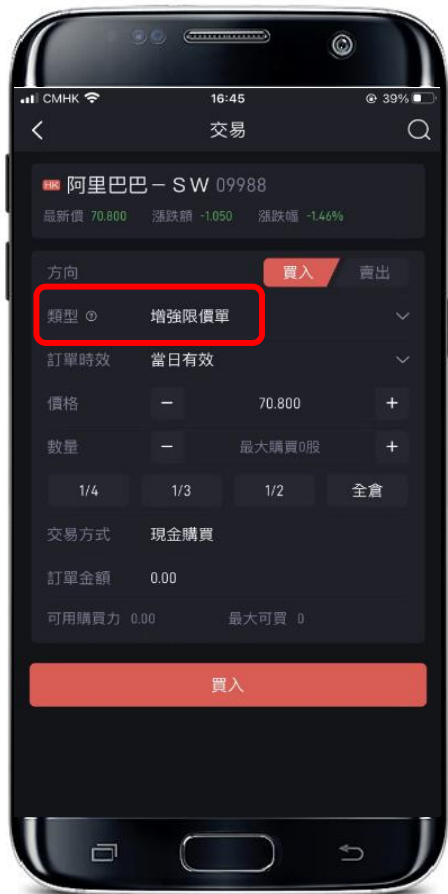 CMHK 16:45 39%
交易
HK 阿里巴巴－SW 09988
最新價 70.800 漲跌額 -1.050 漲跌幅 -1.46%
方向 買入 賣出
類型 ? 增強限價單
訂單時效 當日有效
價格 − 70.800 +
數量 − 最大購買0股 +
1/4 1/3 1/2 全倉
交易方式 現金購買
訂單金額 0.00
可用購買力 0.00 最大可買 0
買入